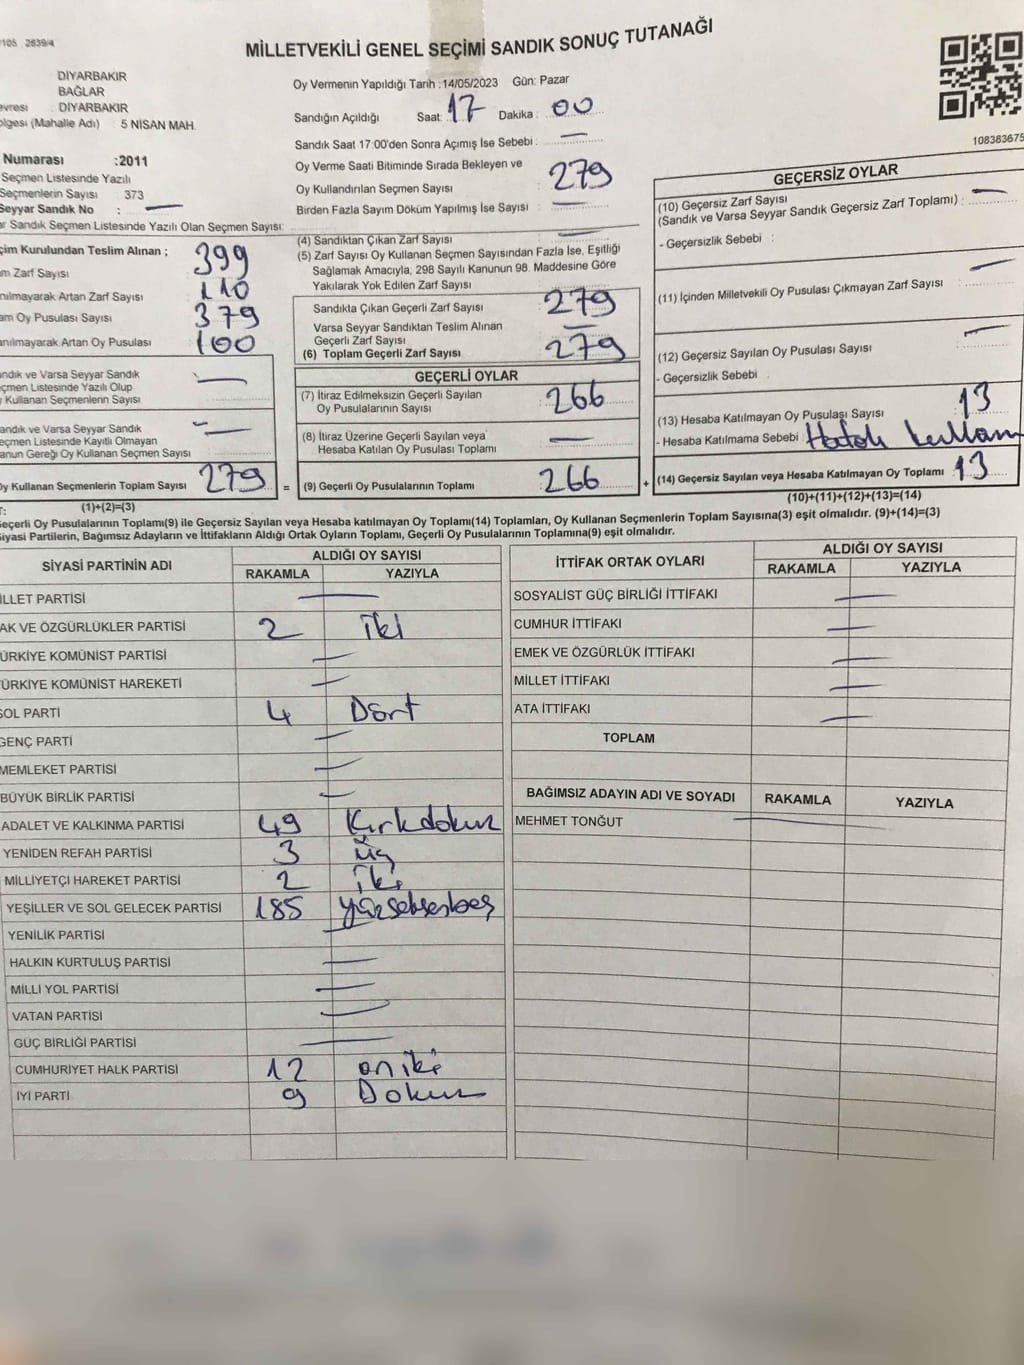 /105 2639/4
MİLLETVEKİLİ GENEL SEÇİMİ SANDIK SONUÇ TUTANAĞI
DİYARBAKIR
BAĞLAR
evresi : DİYARBAKIR
ölgesi (Mahalle Adı) : 5 NİSAN MAH.
Numarası :2011
Seçmen Listesinde Yazılı
Seçmenlerin Sayısı : 373
Seyyar Sandık No : —
ar Sandık Seçmen Listesinde Yazılı Olan Seçmen Sayısı:
Oy Vermenin Yapıldığı Tarih :14/05/2023 Gün: Pazar
Sandığın Açıldığı Saat: 17 Dakika : 00
Sandık Saat 17:00'den Sonra Açımış İse Sebebi : —
Oy Verme Saati Bitiminde Sırada Bekleyen ve
Oy Kullandırılan Seçmen Sayısı 279
Birden Fazla Sayım Döküm Yapılmış İse Sayısı —
108383675
çim Kurulundan Teslim Alınan ;
am Zarf Sayısı 399
anılmayarak Artan Zarf Sayısı 110
am Oy Pusulası Sayısı 379
anılmayarak Artan Oy Pusulası 100
andık ve Varsa Seyyar Sandık
eçmen Listesinde Yazılı Olup
y Kullanan Seçmenlerin Sayısı —
andık ve Varsa Seyyar Sandık
eçmen Listesinde Kayıtlı Olmayan
anun Gereği Oy Kullanan Seçmen Sayısı —
Oy Kullanan Seçmenlerin Toplam Sayısı 279
(1)+(2)=(3)
(4) Sandıktan Çıkan Zarf Sayısı —
(5) Zarf Sayısı Oy Kullanan Seçmen Sayısından Fazla İse, Eşitliği
Sağlamak Amacıyla, 298 Sayılı Kanunun 98. Maddesine Göre
Yakılarak Yok Edilen Zarf Sayısı
Sandıkta Çıkan Geçerli Zarf Sayısı 279
Varsa Seyyar Sandıktan Teslim Alınan
Geçerli Zarf Sayısı —
(6) Toplam Geçerli Zarf Sayısı 279
GEÇERLİ OYLAR
(7) İtiraz Edilmeksizin Geçerli Sayılan
Oy Pusulalarının Sayısı 266
(8) İtiraz Üzerine Geçerli Sayılan veya
Hesaba Katılan Oy Pusulası Toplamı —
= (9) Geçerli Oy Pusulalarının Toplamı 266
GEÇERSİZ OYLAR
(10) Geçersiz Zarf Sayısı
(Sandık ve Varsa Seyyar Sandık Geçersiz Zarf Toplamı) : —
- Geçersizlik Sebebi :
(11) İçinden Milletvekili Oy Pusulası Çıkmayan Zarf Sayısı —
(12) Geçersiz Sayılan Oy Pusulası Sayısı —
- Geçersizlik Sebebi
(13) Hesaba Katılmayan Oy Pusulası Sayısı 13
- Hesaba Katılmama Sebebi : Hatalı kullanı
+ (14) Geçersiz Sayılan veya Hesaba Katılmayan Oy Toplamı 13
(10)+(11)+(12)+(13)=(14)
T:
Geçerli Oy Pusulalarının Toplamı(9) ile Geçersiz Sayılan veya Hesaba katılmayan Oy Toplamı(14) Toplamları, Oy Kullanan Seçmenlerin Toplam Sayısına(3) eşit olmalıdır. (9)+(14)=(3)
Siyasi Partilerin, Bağımsız Adayların ve İttifakların Aldığı Ortak Oyların Toplamı, Geçerli Oy Pusulalarının Toplamına(9) eşit olmalıdır.
SİYASİ PARTİNİN ADI ALDIĞI OY SAYISI
RAKAMLA YAZIYLA
İLLET PARTİSİ —
AK VE ÖZGÜRLÜKLER PARTİSİ 2 iki
ÜRKİYE KOMÜNİST PARTİSİ —
ÜRKİYE KOMÜNİST HAREKETİ —
SOL PARTİ 4 Dört
GENÇ PARTİ —
MEMLEKET PARTİSİ —
BÜYÜK BİRLİK PARTİSİ —
ADALET VE KALKINMA PARTİSİ 49 Kırkdokuz
YENİDEN REFAH PARTİSİ 3 üç
MİLLİYETÇİ HAREKET PARTİSİ 2 iki
YEŞİLLER VE SOL GELECEK PARTİSİ 185 yüzseksenbeş
YENİLİK PARTİSİ —
HALKIN KURTULUŞ PARTİSİ —
MİLLİ YOL PARTİSİ —
VATAN PARTİSİ —
GÜÇ BİRLİĞİ PARTİSİ —
CUMHURİYET HALK PARTİSİ 12 oniki
İYİ PARTİ 9 Dokuz
İTTİFAK ORTAK OYLARI ALDIĞI OY SAYISI
RAKAMLA YAZIYLA
SOSYALİST GÜÇ BİRLİĞİ İTTİFAKI —
CUMHUR İTTİFAKI —
EMEK VE ÖZGÜRLÜK İTTİFAKI —
MİLLET İTTİFAKI —
ATA İTTİFAKI —
TOPLAM
BAĞIMSIZ ADAYIN ADI VE SOYADI RAKAMLA YAZIYLA
MEHMET TONĞUT —